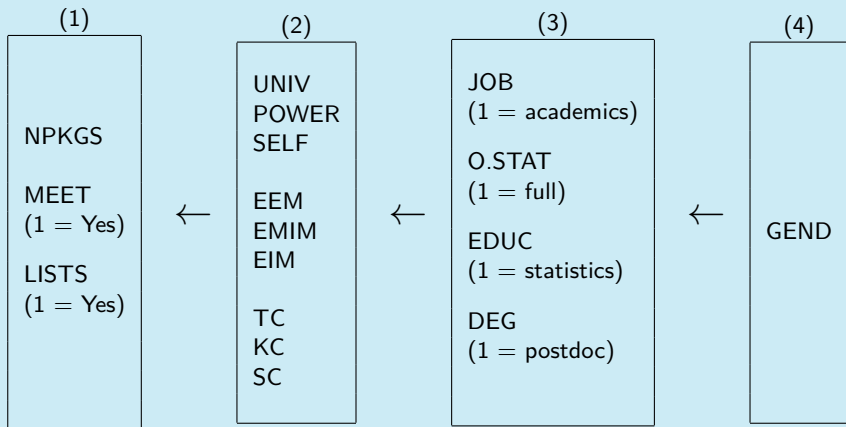 (1)
NPKGS
MEET
(1 = Yes)
LISTS
(1 = Yes)
←
(2)
UNIV
POWER
SELF
EEM
EMIM
EIM
TC
KC
SC
←
(3)
JOB
(1 = academics)
O.STAT
(1 = full)
EDUC
(1 = statistics)
DEG
(1 = postdoc)
←
(4)
GEND